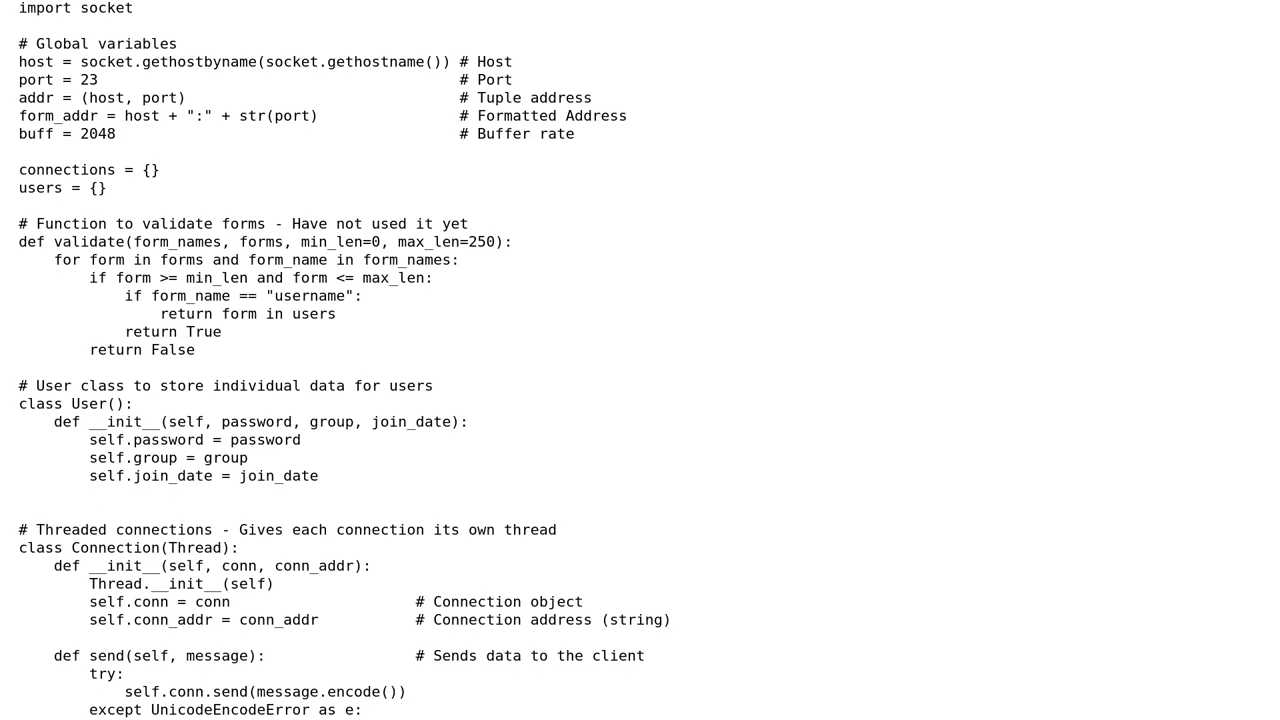 import socket

# Global variables
host = socket.gethostbyname(socket.gethostname()) # Host
port = 23                                         # Port
addr = (host, port)                               # Tuple address
form_addr = host + ":" + str(port)                # Formatted Address
buff = 2048                                       # Buffer rate

connections = {}
users = {}

# Function to validate forms - Have not used it yet
def validate(form_names, forms, min_len=0, max_len=250):
    for form in forms and form_name in form_names:
        if form >= min_len and form <= max_len:
            if form_name == "username":
                return form in users
            return True
        return False

# User class to store individual data for users
class User():
    def __init__(self, password, group, join_date):
        self.password = password
        self.group = group
        self.join_date = join_date


# Threaded connections - Gives each connection its own thread
class Connection(Thread):
    def __init__(self, conn, conn_addr):
        Thread.__init__(self)
        self.conn = conn                     # Connection object
        self.conn_addr = conn_addr           # Connection address (string)

    def send(self, message):                 # Sends data to the client
        try:
            self.conn.send(message.encode())
        except UnicodeEncodeError as e: